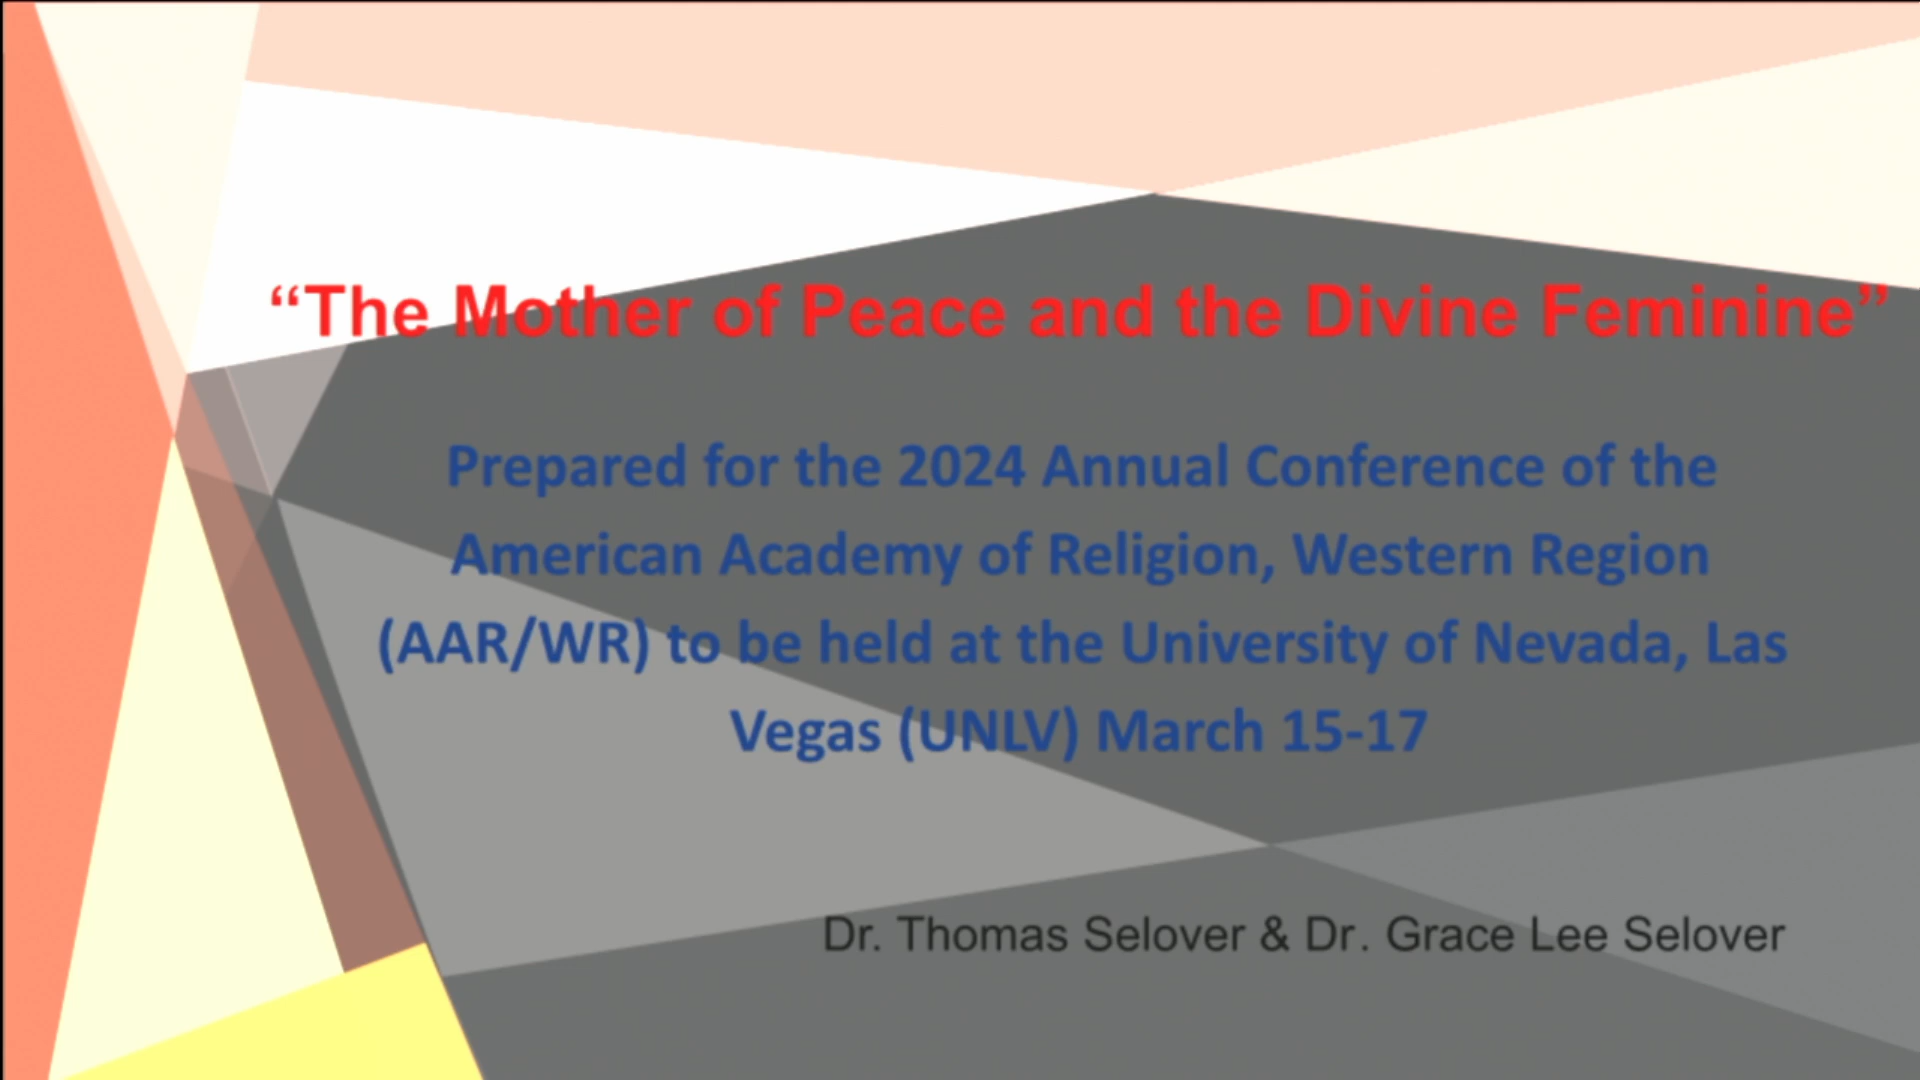 “The Mother of Peace and the Divine Feminine”
Prepared for the 2024 Annual Conference of the
American Academy of Religion, Western Region
(AAR/WR) to be held at the University of Nevada, Las
Vegas (UNLV) March 15-17
Dr. Thomas Selover & Dr. Grace Lee Selover